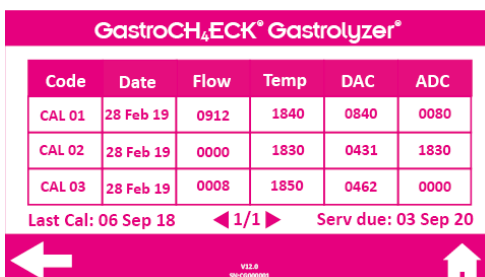 GastroCH₄ECK® Gastrolyzer®
Code Date Flow Temp DAC ADC
CAL 01 28 Feb 19 0912 1840 0840 0080
CAL 02 28 Feb 19 0000 1830 0431 1830
CAL 03 28 Feb 19 0008 1850 0462 0000
Last Cal: 06 Sep 18 ◀1/1▶ Serv due: 03 Sep 20
V12.0
SN:CG000001